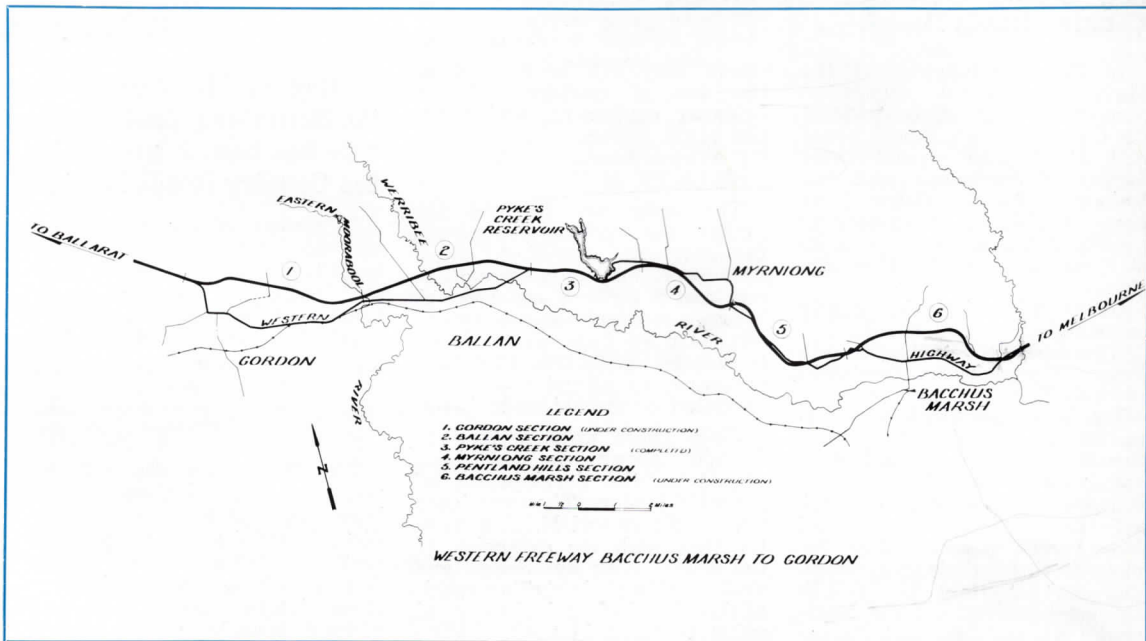 TO BALLARAT
1
EASTERN
MOORABOOL
WERRIBEE
2
PYKE'S
CREEK
RESERVOIR
3
4
MYRNIONG
5
6
TO MELBOURNE
WESTERN
GORDON
BALLAN
RIVER
HIGHWAY
BACCHUS
MARSH
RIVER
N
LEGEND
1. GORDON SECTION (UNDER CONSTRUCTION)
2. BALLAN SECTION
3. PYKE'S CREEK SECTION (COMPLETED)
4. MYRNIONG SECTION
5. PENTLAND HILLS SECTION
6. BACCHUS MARSH SECTION (UNDER CONSTRUCTION)
WESTERN FREEWAY BACCHUS MARSH TO GORDON